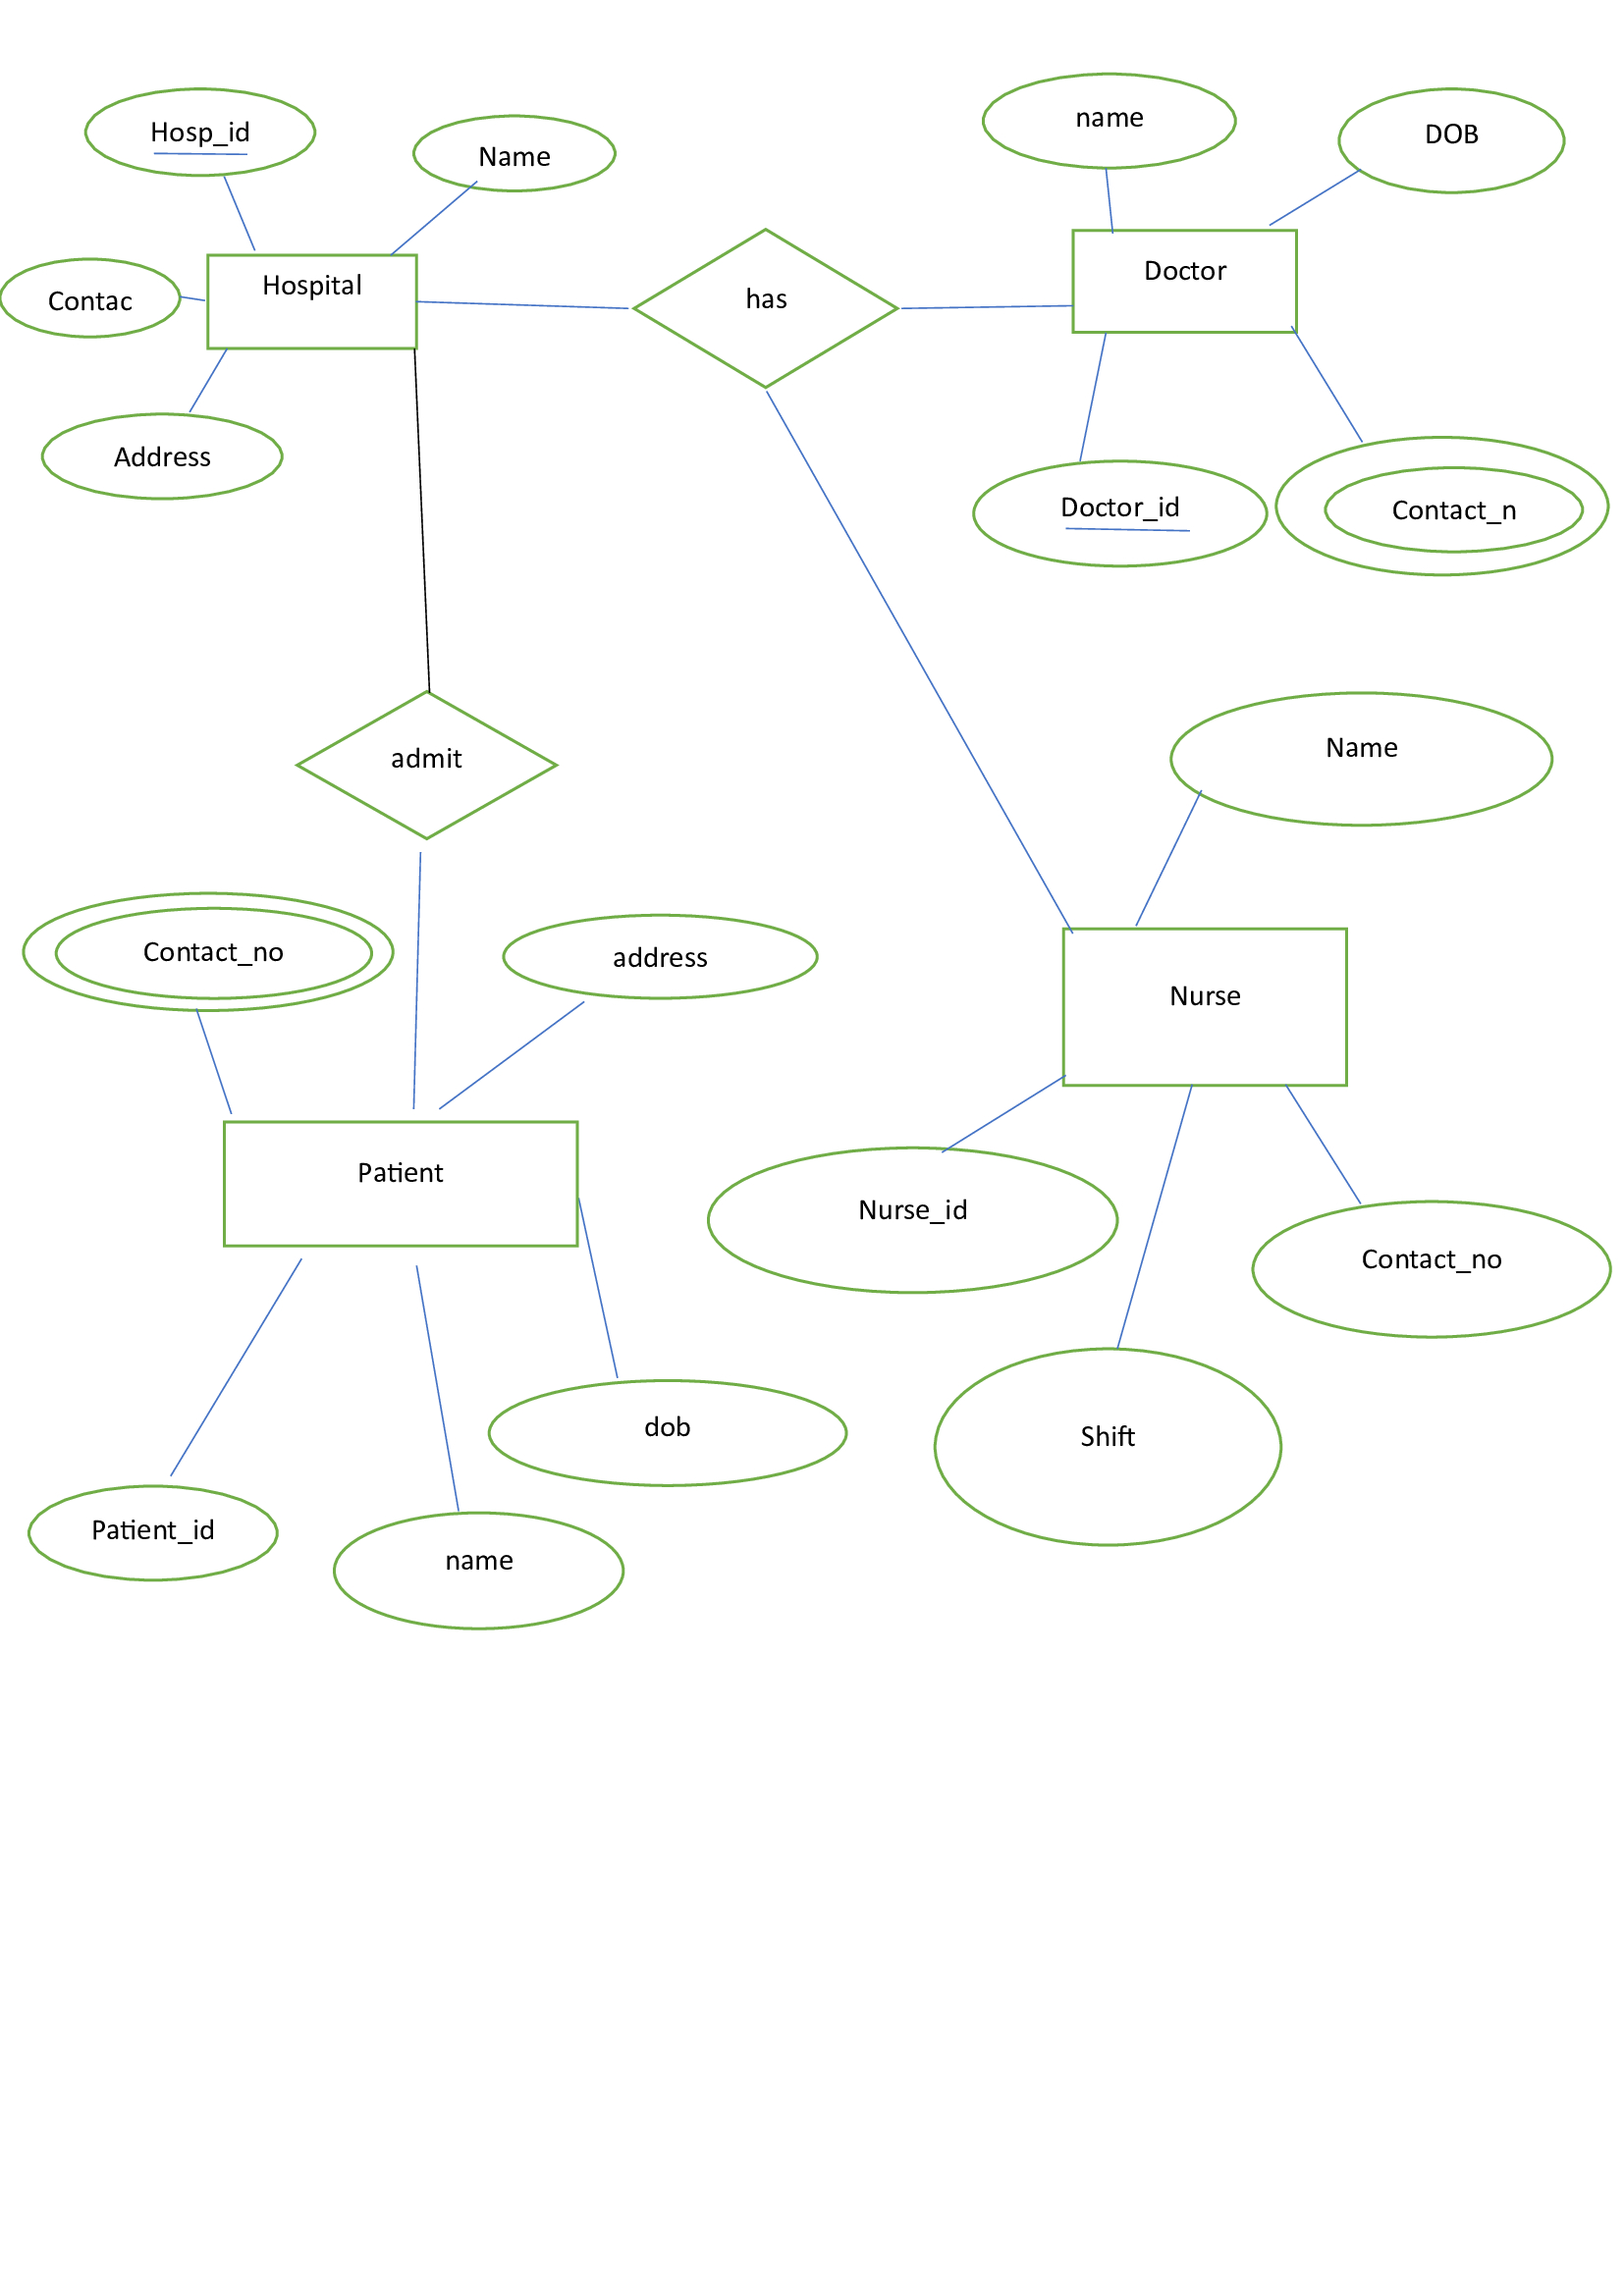 Hosp_id
Name
name
DOB
Contac
Hospital
has
Doctor
Address
Doctor_id
Contact_n
admit
Name
Contact_no
address
Nurse
Patient
Nurse_id
Contact_no
dob
Shift
Patient_id
name